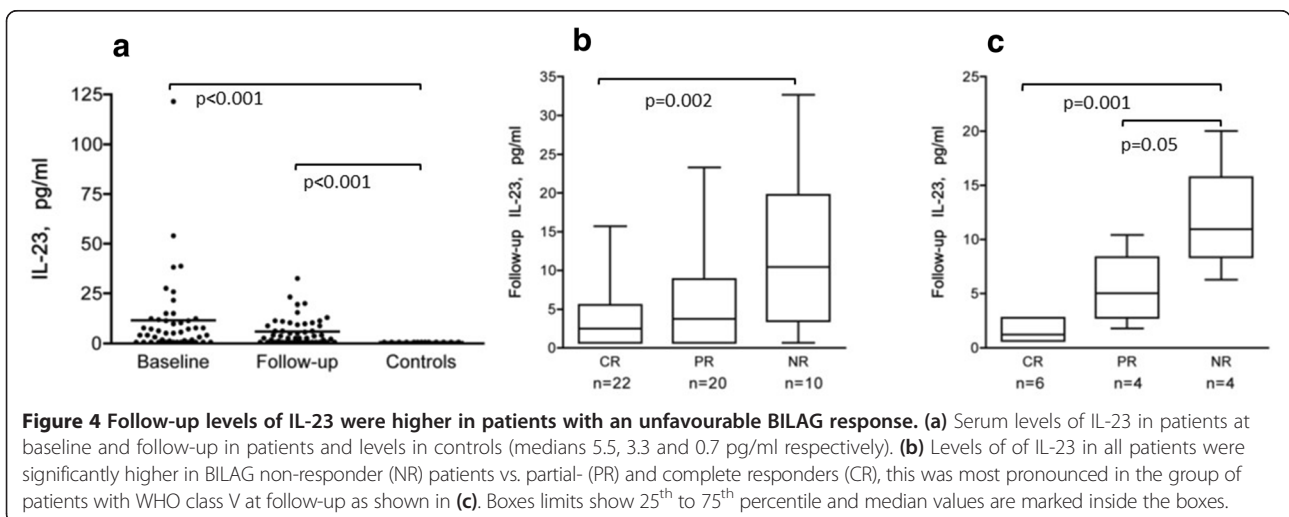 a
b
c
125
100
75
50
25
0
IL-23, pg/ml
p<0.001
p<0.001
Baseline Follow-up Controls
35
30
25
20
15
10
5
0
Follow-up IL-23, pg/ml
p=0.002
CR PR NR
n=22 n=20 n=10
25
20
15
10
5
0
Follow-up IL-23, pg/ml
p=0.001
p=0.05
CR PR NR
n=6 n=4 n=4
Figure 4 Follow-up levels of IL-23 were higher in patients with an unfavourable BILAG response. (a) Serum levels of IL-23 in patients at
baseline and follow-up in patients and levels in controls (medians 5.5, 3.3 and 0.7 pg/ml respectively). (b) Levels of of IL-23 in all patients were
significantly higher in BILAG non-responder (NR) patients vs. partial- (PR) and complete responders (CR), this was most pronounced in the group of
patients with WHO class V at follow-up as shown in (c). Boxes limits show 25th to 75th percentile and median values are marked inside the boxes.